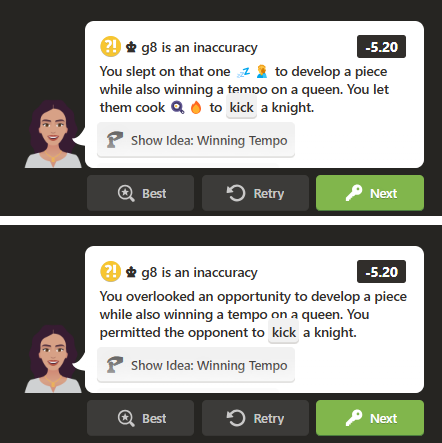 ?! ♚ g8 is an inaccuracy -5.20
You slept on that one 💤 🤦 to develop a piece
while also winning a tempo on a queen. You let
them cook 🍳 🔥 to kick a knight.
Show Idea: Winning Tempo
Best Retry Next
?! ♚ g8 is an inaccuracy -5.20
You overlooked an opportunity to develop a piece
while also winning a tempo on a queen. You
permitted the opponent to kick a knight.
Show Idea: Winning Tempo
Best Retry Next